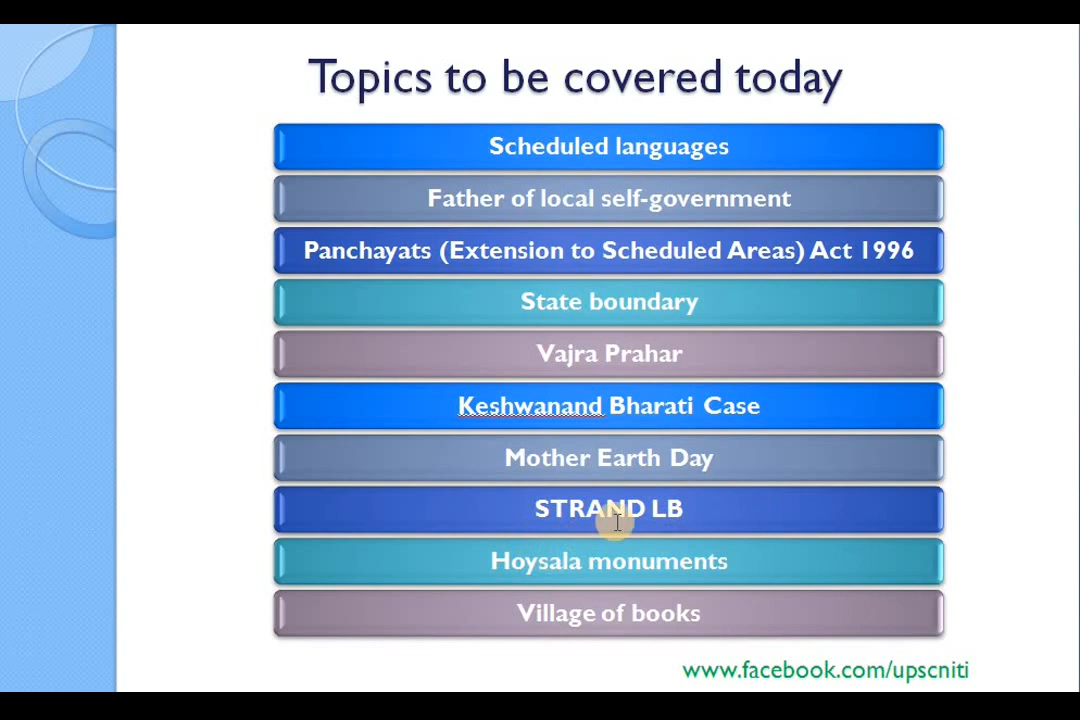 Topics to be covered today
Scheduled languages
Father of local self-government
Panchayats (Extension to Scheduled Areas) Act 1996
State boundary
Vajra Prahar
Keshwanand Bharati Case
Mother Earth Day
STRAND LB
Hoysala monuments
Village of books
www.facebook.com/upscniti